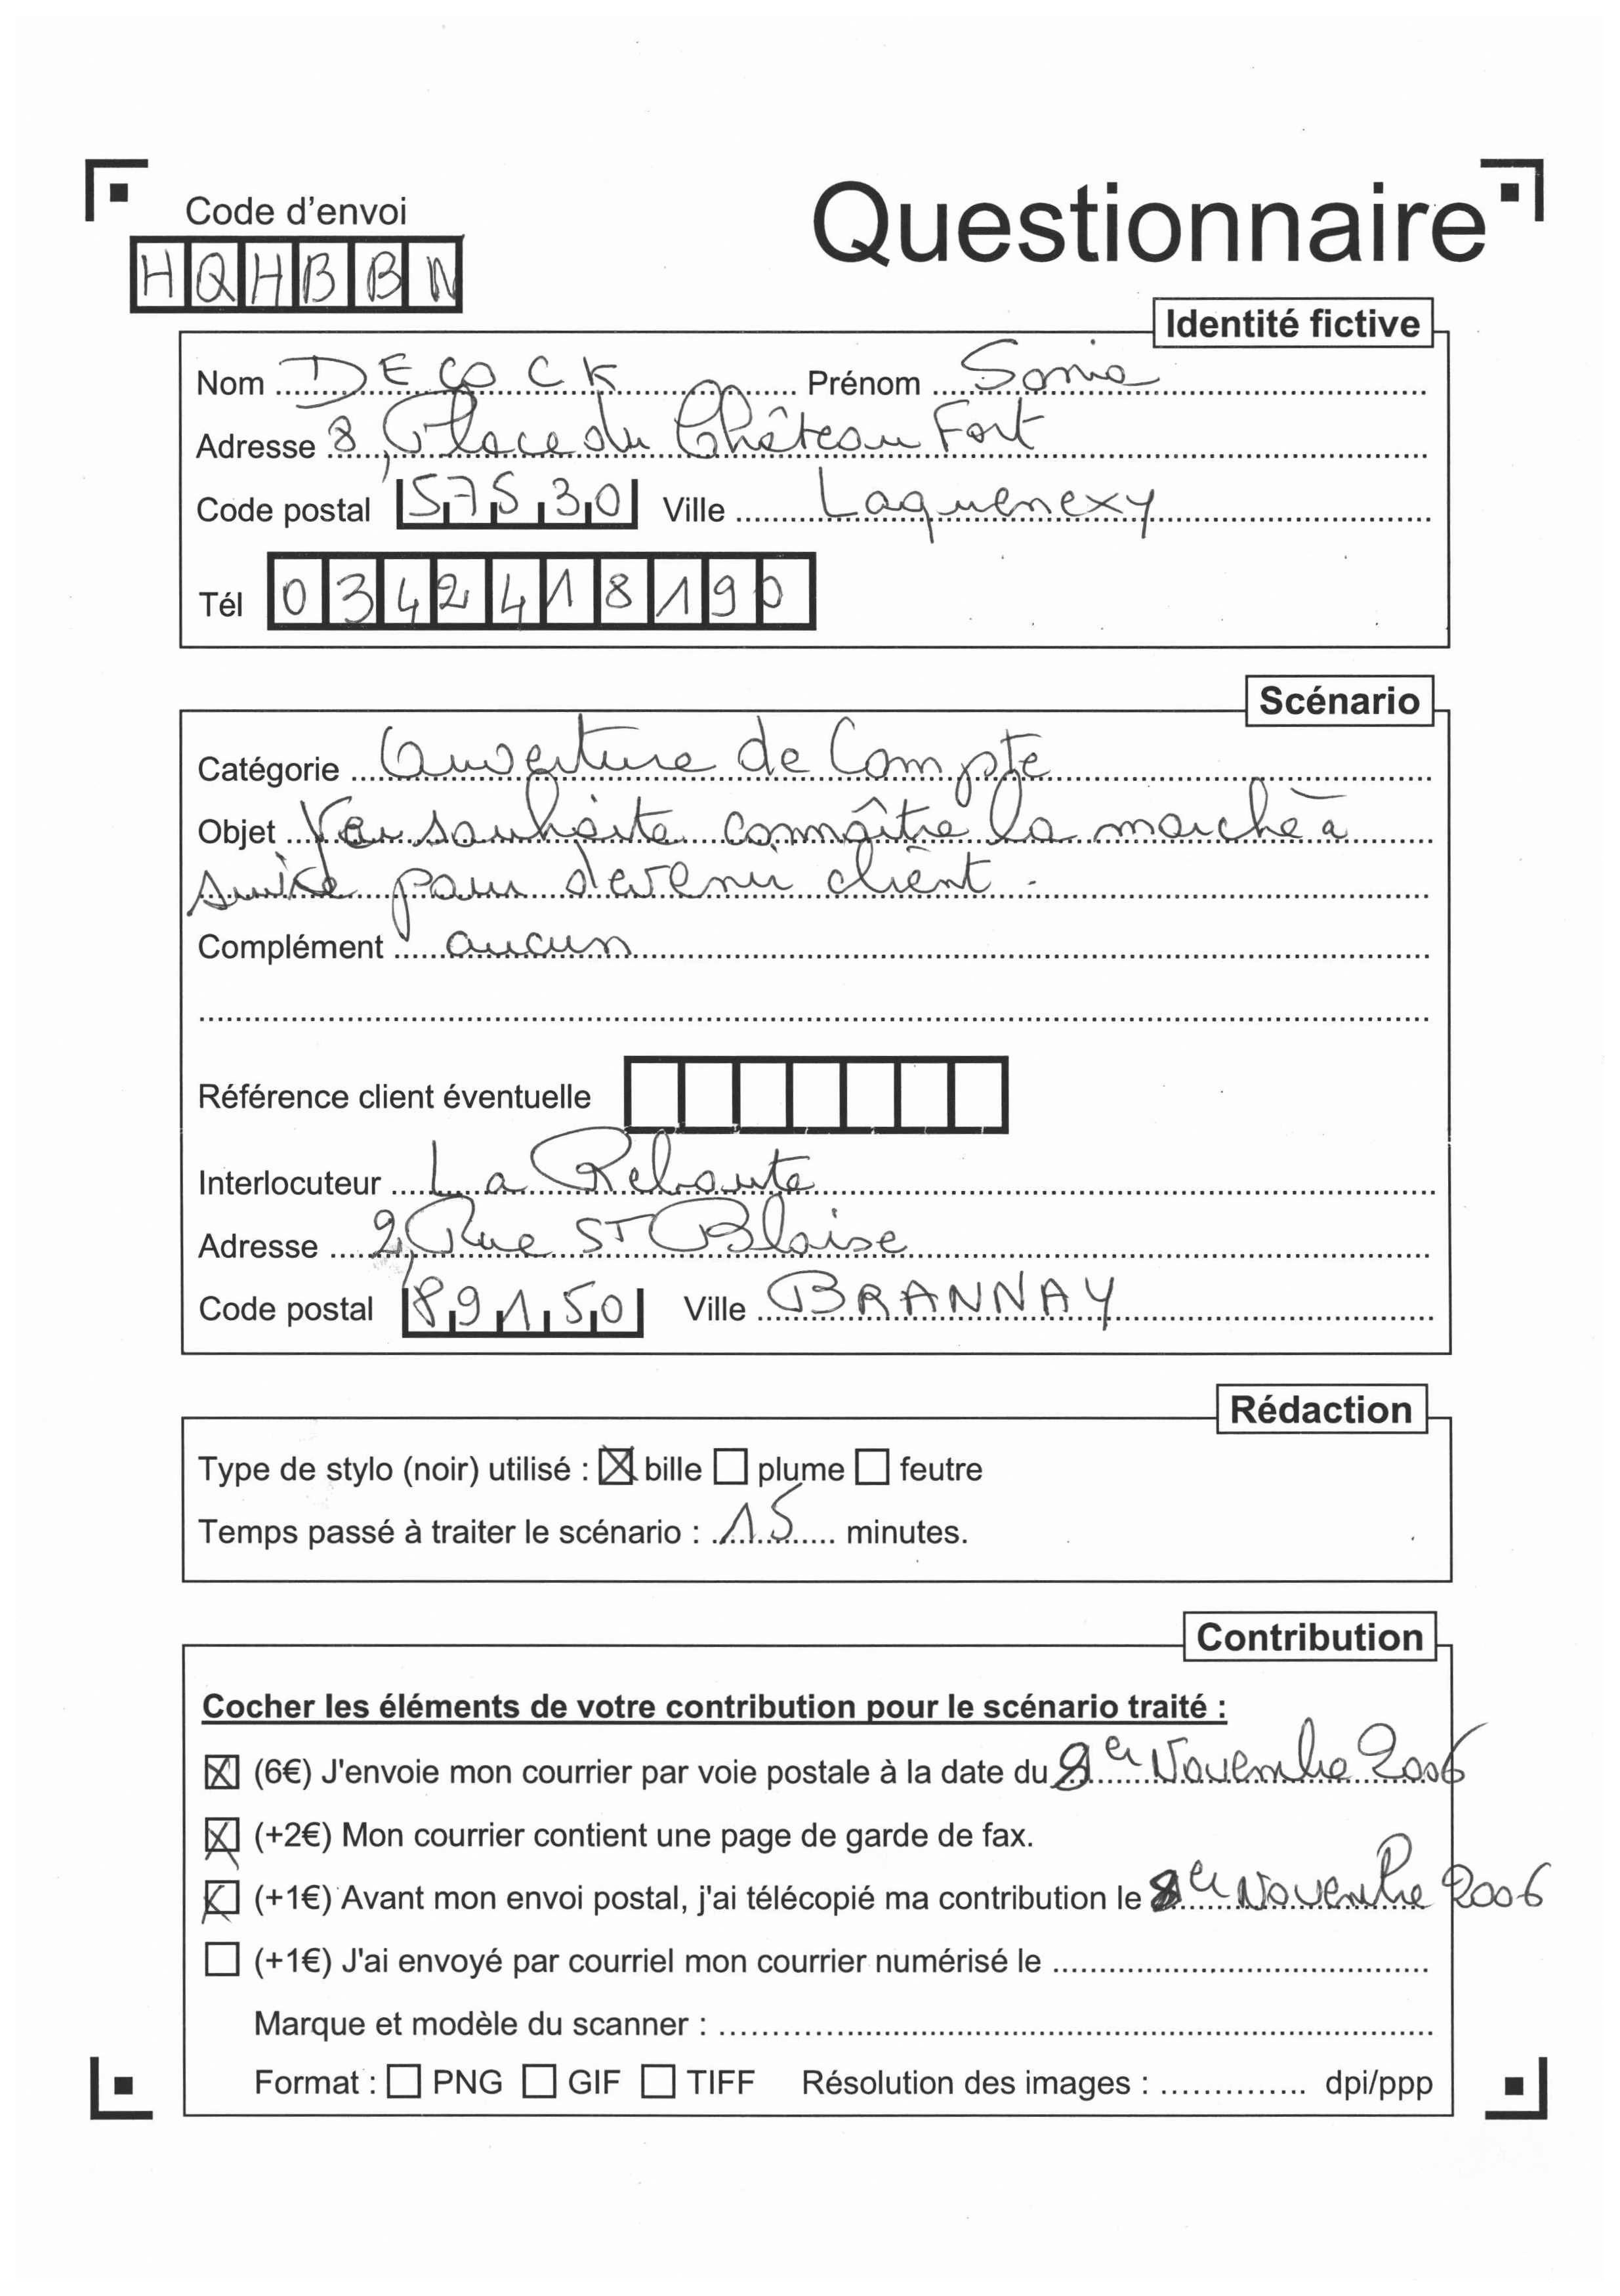 Code d'envoi
Questionnaire
HQHBBN
Identité fictive
Nom DECOCK Prénom Sonia
Adresse 8, Place du Château Fort
Code postal 57530 Ville Laquenexy
Tél 0342418190
Scénario
Catégorie Ouverture de Compte
Objet souhaite connaître la marche à
suivre pour devenir client.
Complément aucun
Référence client éventuelle
Interlocuteur La
Adresse 2, Rue ST Blaise
Code postal 89150 Ville BRANNAY
Rédaction
Type de stylo (noir) utilisé : bille plume feutre
Temps passé à traiter le scénario : 15 minutes.
Contribution
Cocher les éléments de votre contribution pour le scénario traité :
(6€) J'envoie mon courrier par voie postale à la date du Novembre 2006
(+2€) Mon courrier contient une page de garde de fax.
(+1€) Avant mon envoi postal, j'ai télécopié ma contribution le Novembre 2006
(+1€) J'ai envoyé par courriel mon courrier numérisé le
Marque et modèle du scanner :
Format : PNG GIF TIFF Résolution des images : dpi/ppp